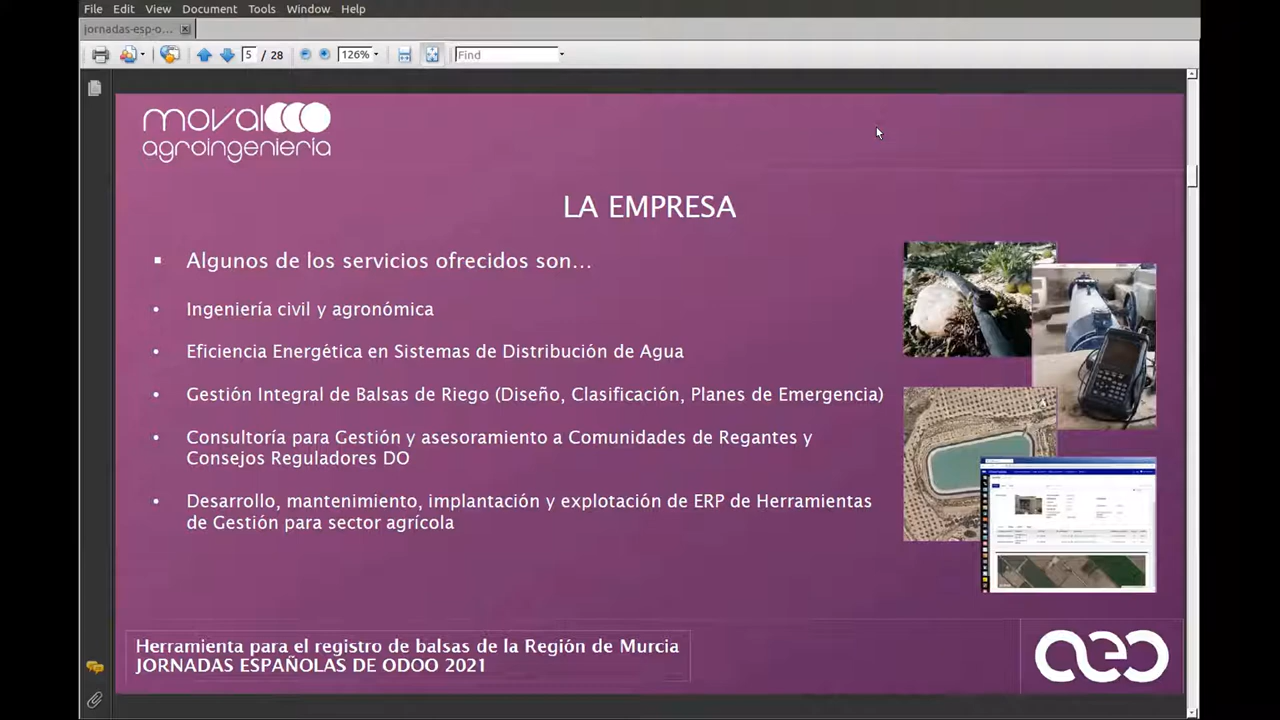 File Edit View Document Tools Window Help
jornadas-esp-o...
5 / 28 126% Find
moval
agroingeniería
LA EMPRESA
Algunos de los servicios ofrecidos son...
Ingeniería civil y agronómica
Eficiencia Energética en Sistemas de Distribución de Agua
Gestión Integral de Balsas de Riego (Diseño, Clasificación, Planes de Emergencia)
Consultoría para Gestión y asesoramiento a Comunidades de Regantes y
Consejos Reguladores DO
Desarrollo, mantenimiento, implantación y explotación de ERP de Herramientas
de Gestión para sector agrícola
Herramienta para el registro de balsas de la Región de Murcia
JORNADAS ESPAÑOLAS DE ODOO 2021
aeo